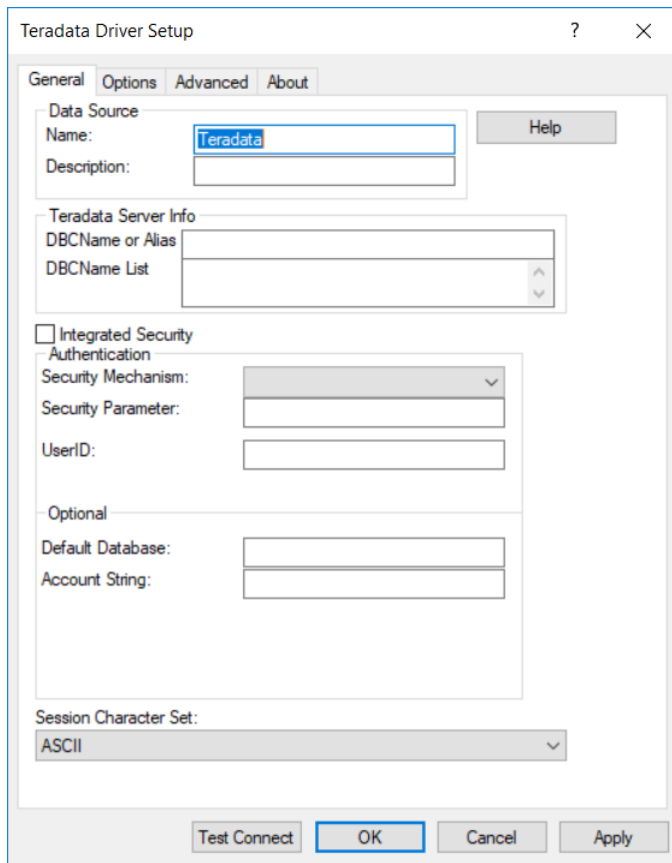 Teradata Driver Setup ? ×
General Options Advanced About
Data Source
Name: Teradata
Help
Description:
Teradata Server Info
DBCName or Alias
DBCName List
Integrated Security
Authentication
Security Mechanism:
Security Parameter:
UserID:
Optional
Default Database:
Account String:
Session Character Set:
ASCII
Test Connect OK Cancel Apply